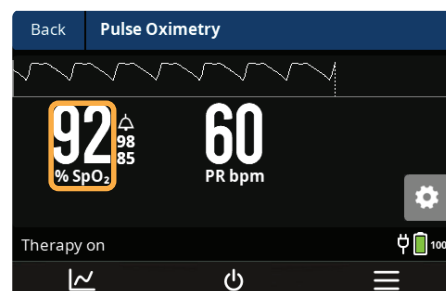 Back Pulse Oximetry
92 98 85 60
% SpO₂ PR bpm
Therapy on 100